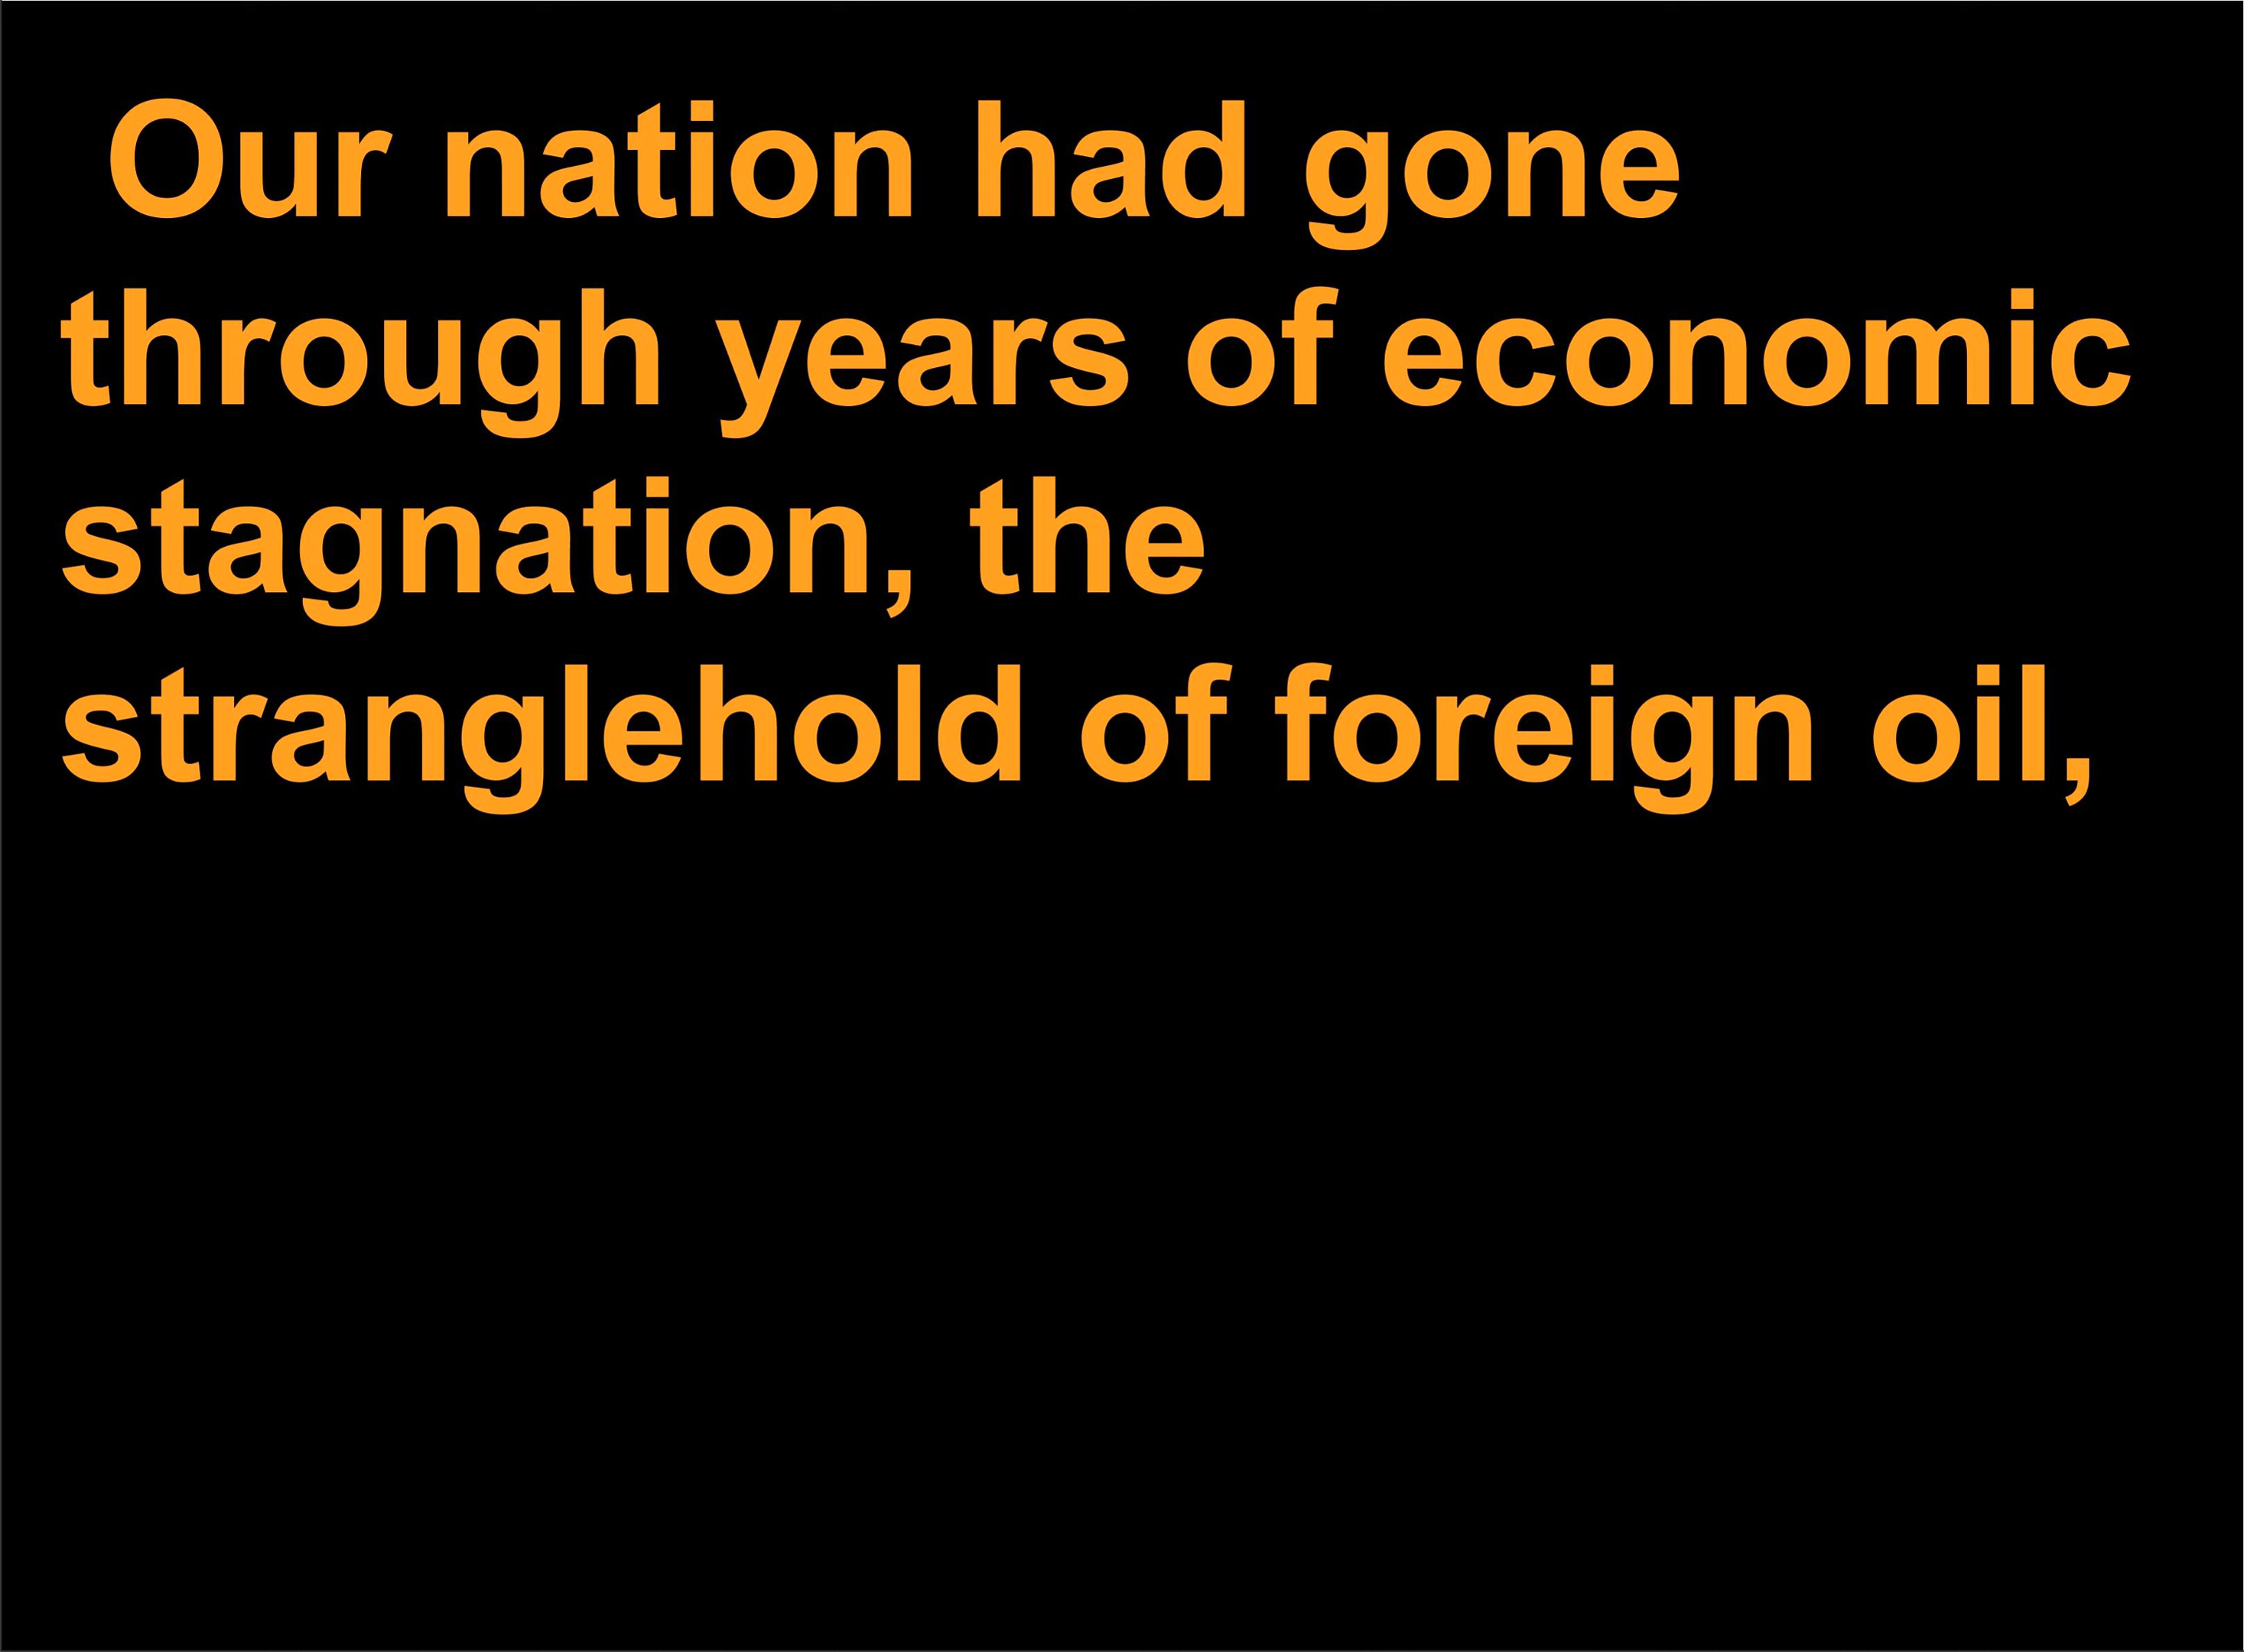 Our nation had gone
through years of economic
stagnation, the
stranglehold of foreign oil,